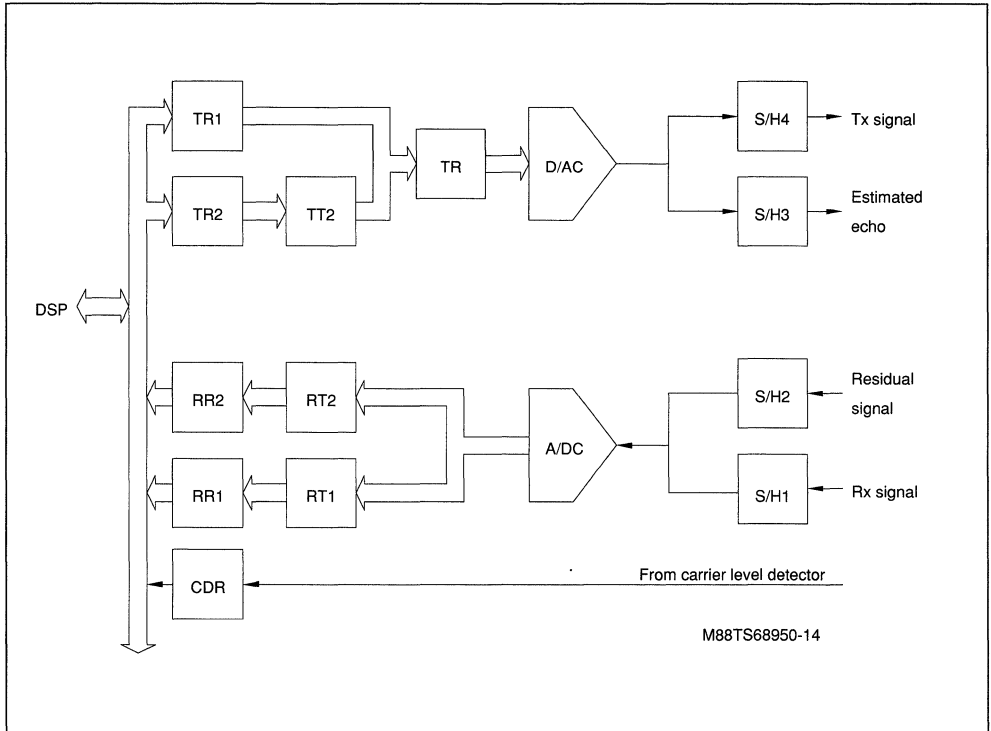 TR1
S/H4
Tx signal
TR
D/AC
TR2
TT2
S/H3
Estimated
echo
DSP
RR2
RT2
S/H2
Residual
signal
A/DC
RR1
RT1
S/H1
Rx signal
CDR
From carrier level detector
M88TS68950-14